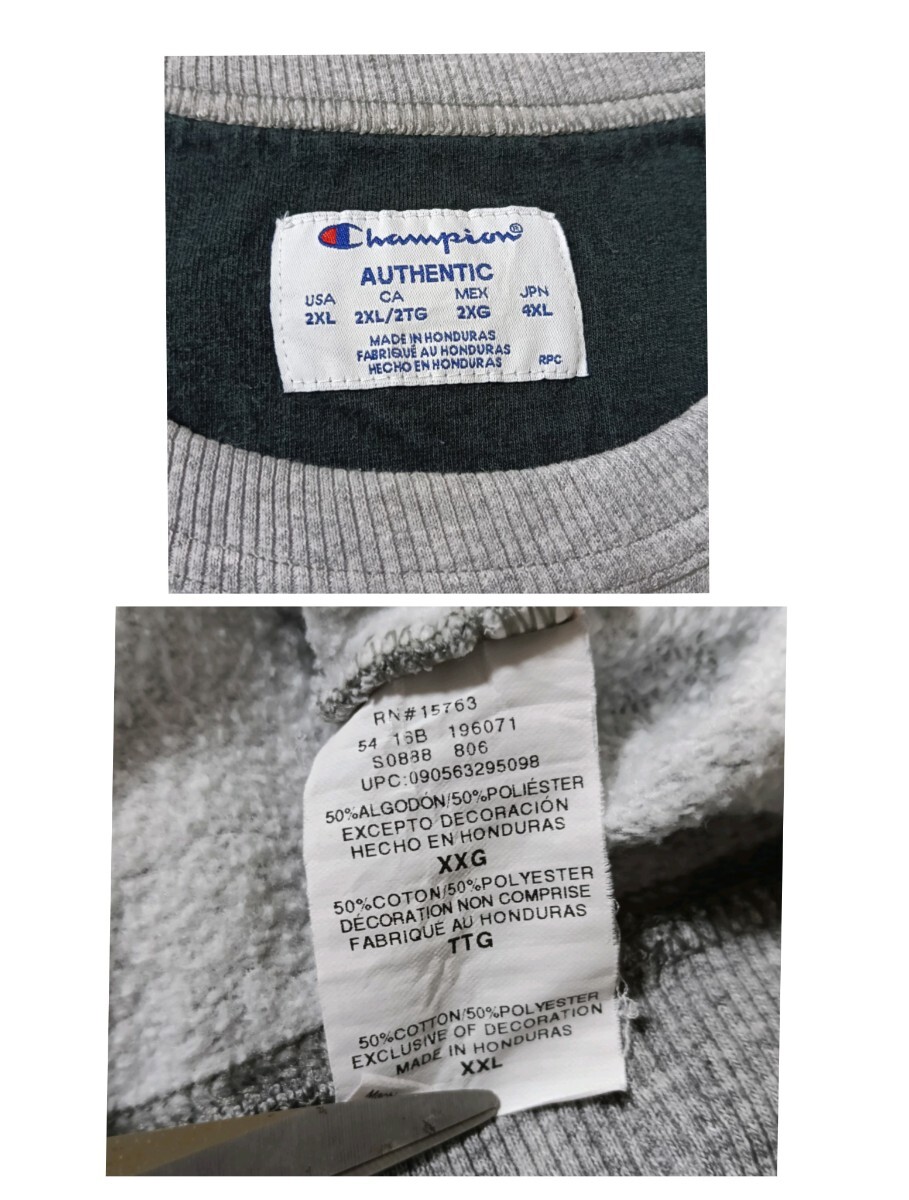 Champion®
AUTHENTIC
USA CA MEX JPN
2XL 2XL/2TG 2XG 4XL
MADE IN HONDURAS
FABRIQUÉ AU HONDURAS
HECHO EN HONDURAS
RPC
RN#15763
54 16B 196071
S0888 806
UPC:090563295098
50%ALGODÓN/50%POLIÉSTER
EXCEPTO DECORACIÓN
HECHO EN HONDURAS
XXG
50%COTON/50%POLYESTER
DÉCORATION NON COMPRISE
FABRIQUÉ AU HONDURAS
TTG
50%COTTON/50%POLYESTER
EXCLUSIVE OF DECORATION
MADE IN HONDURAS
XXL